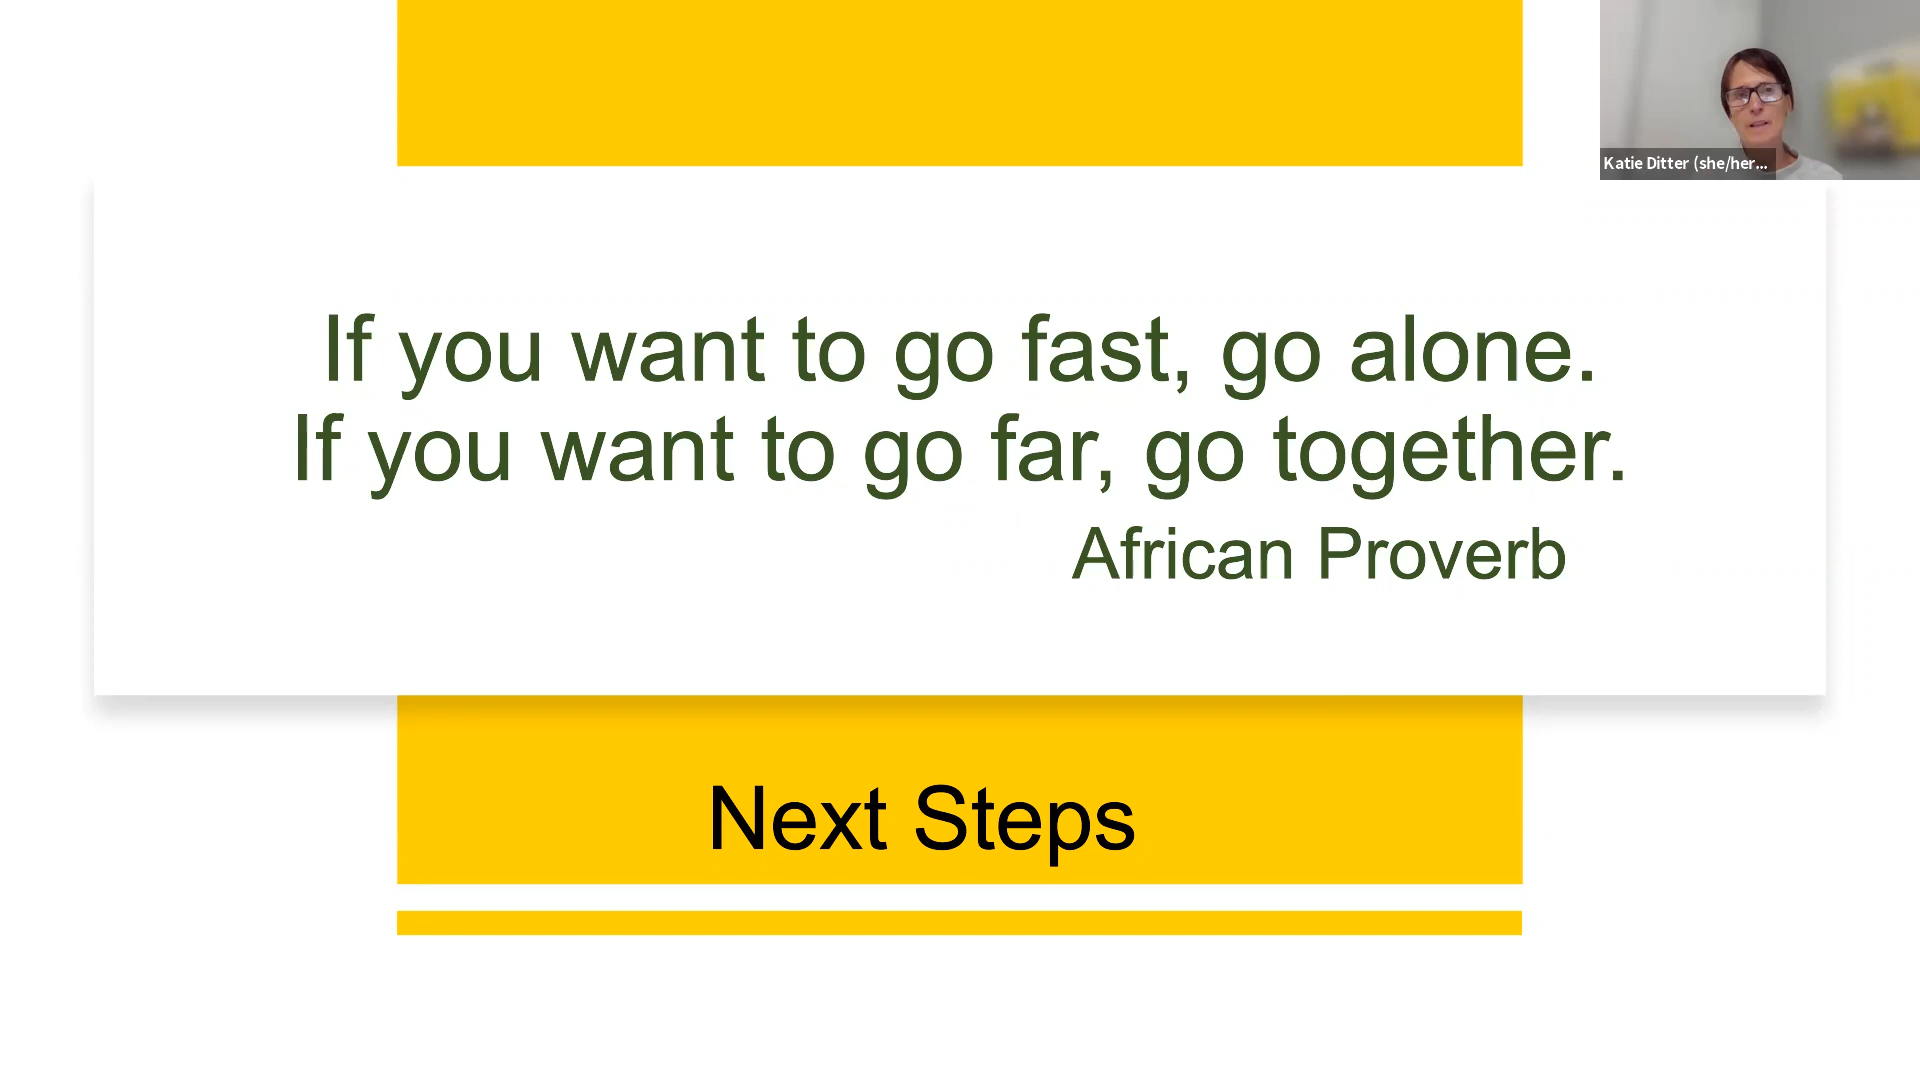 Katie Ditter (she/her...
If you want to go fast, go alone.
If you want to go far, go together.
African Proverb
Next Steps